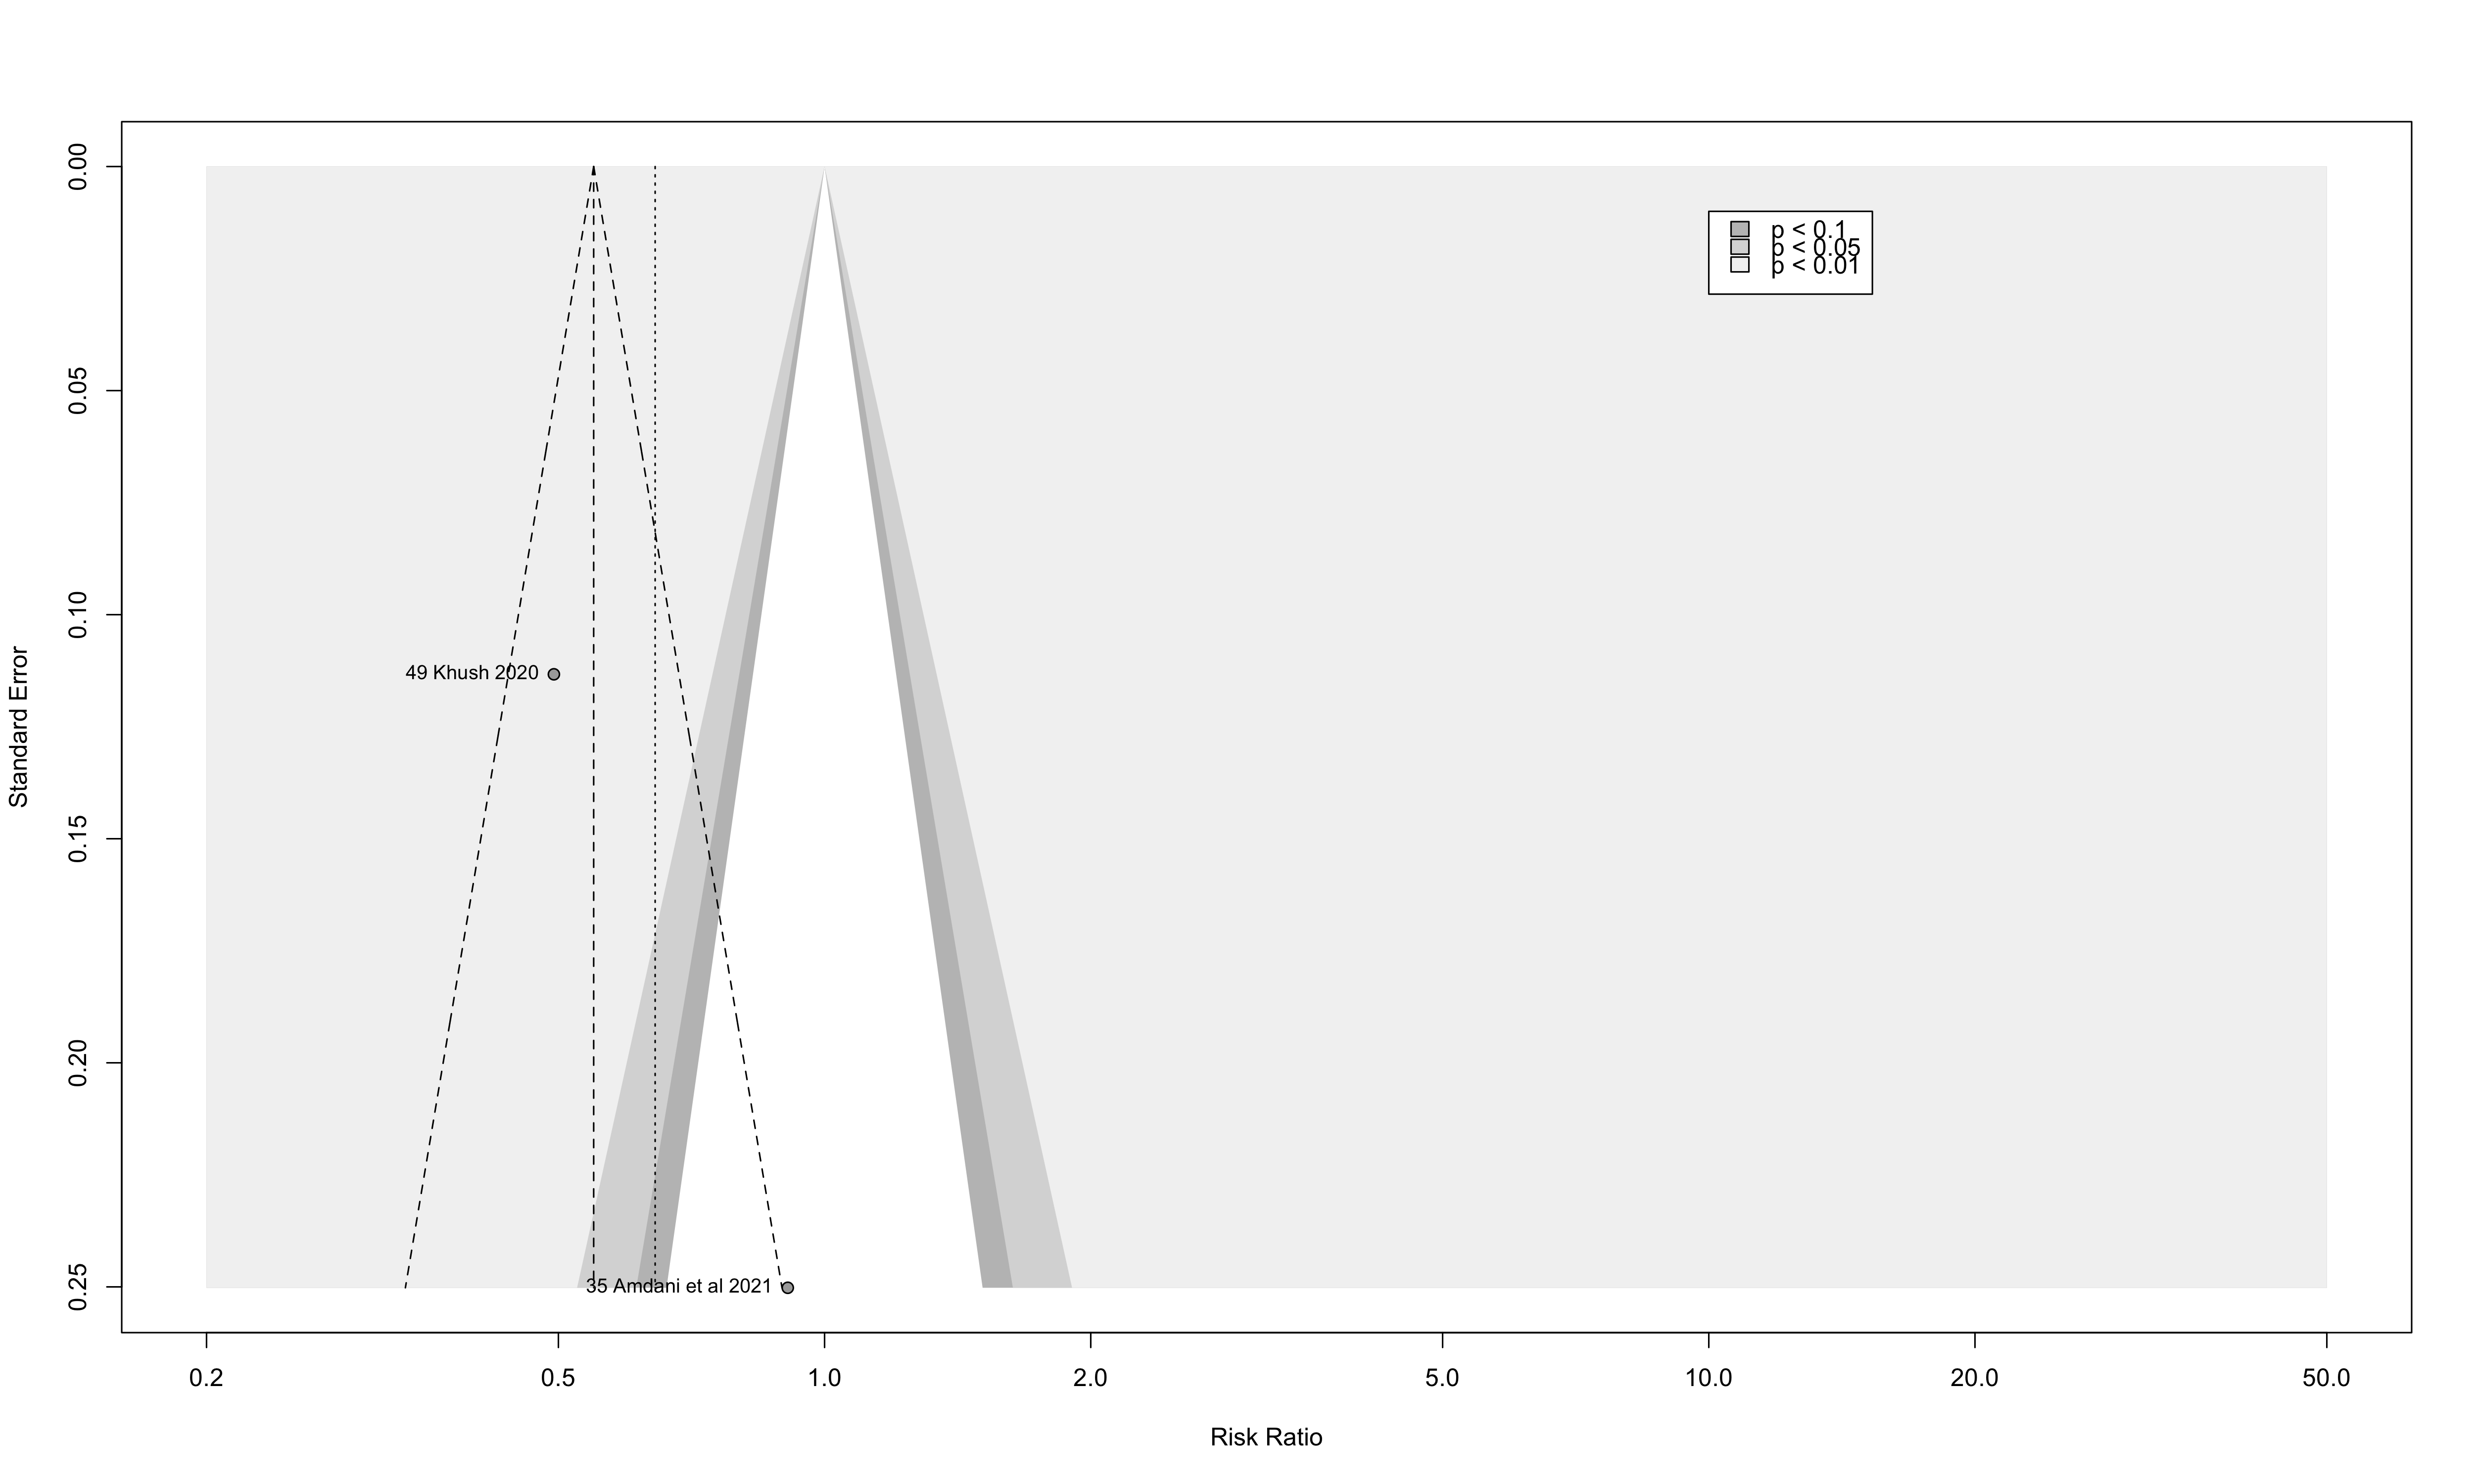 0.00
0.05
0.10
0.15
0.20
0.25
Standard Error
p < 0.1
p < 0.05
p < 0.01
49 Khush 2020
35 Amdani et al 2021
0.2 0.5 1.0 2.0 5.0 10.0 20.0 50.0
Risk Ratio